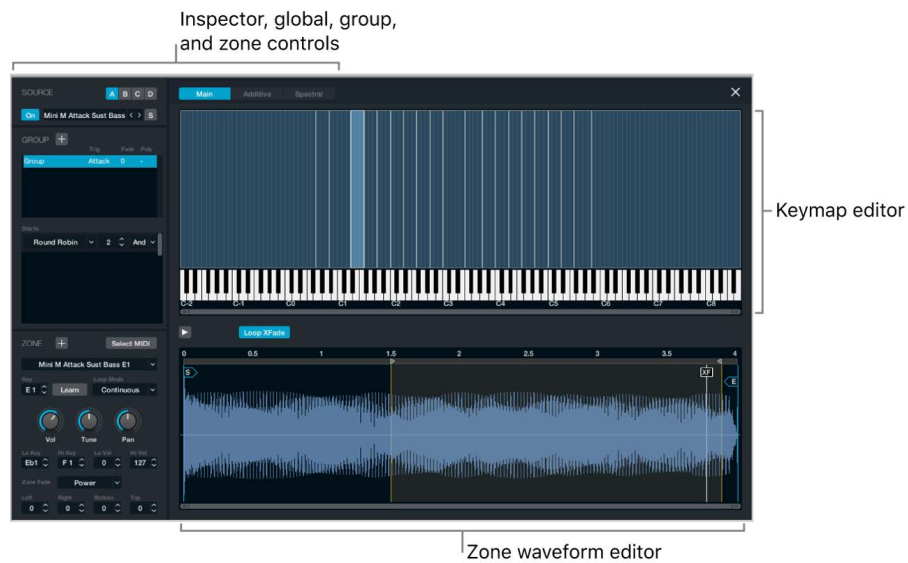 Inspector, global, group,
and zone controls
SOURCE A B C D
On Mini M Attack Sust Bass < > S
Main Additive Spectral
GROUP +
Trig Fade Poly
Group Attack 0 -
Starts
Round Robin 2 And
Keymap editor
C-2 C-1 C0 C1 C2 C3 C4 C5 C6 C7 C8
Loop XFade
ZONE + Select MIDI
Mini M Attack Sust Bass E1
Key Loop Mode
E 1 Learn Continuous
Vol Tune Pan
Lo Key Hi Key Lo Vel Hi Vel
Eb1 F 1 0 127
Zone Fade Power
Left Right Bottom Top
0 0 0 0
0 0.5 1 1.5 2 2.5 3 3.5 4
S XF E
Zone waveform editor